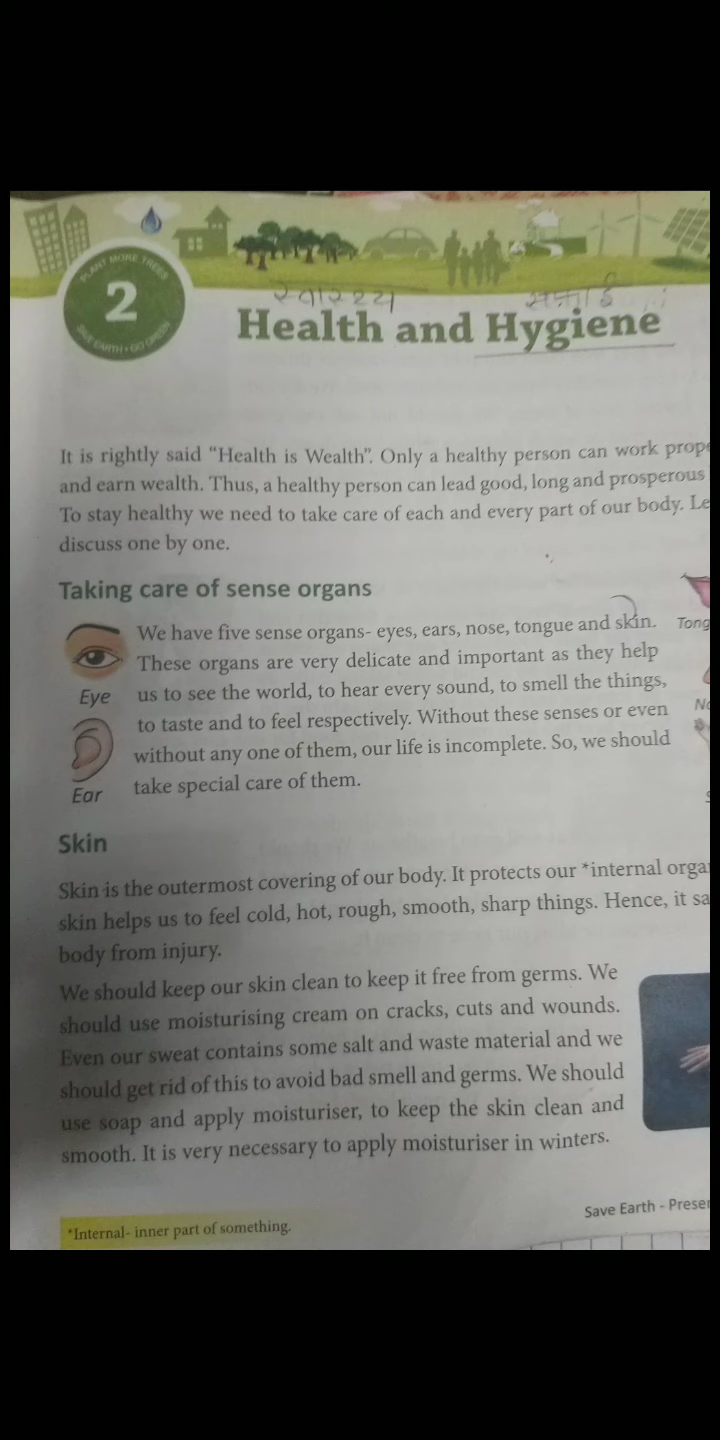 PLANT MORE TREES
2
SAVE EARTH • GO GREEN
स्वास्थ्य सफाई
Health and Hygiene
It is rightly said “Health is Wealth”. Only a healthy person can work
and earn wealth. Thus, a healthy person can lead good, long and prosperous
To stay healthy we need to take care of each and every part of our body.
discuss one by one.
Taking care of sense organs
We have five sense organs- eyes, ears, nose, tongue and skin.
These organs are very delicate and important as they help
us to see the world, to hear every sound, to smell the things,
to taste and to feel respectively. Without these senses or even
without any one of them, our life is incomplete. So, we should
take special care of them.
Eye
Ear
Tong
Skin
Skin is the outermost covering of our body. It protects our *internal
skin helps us to feel cold, hot, rough, smooth, sharp things. Hence, it
body from injury.
We should keep our skin clean to keep it free from germs. We
should use moisturising cream on cracks, cuts and wounds.
Even our sweat contains some salt and waste material and we
should get rid of this to avoid bad smell and germs. We should
use soap and apply moisturiser, to keep the skin clean and
smooth. It is very necessary to apply moisturiser in winters.
*Internal- inner part of something.
Save Earth -